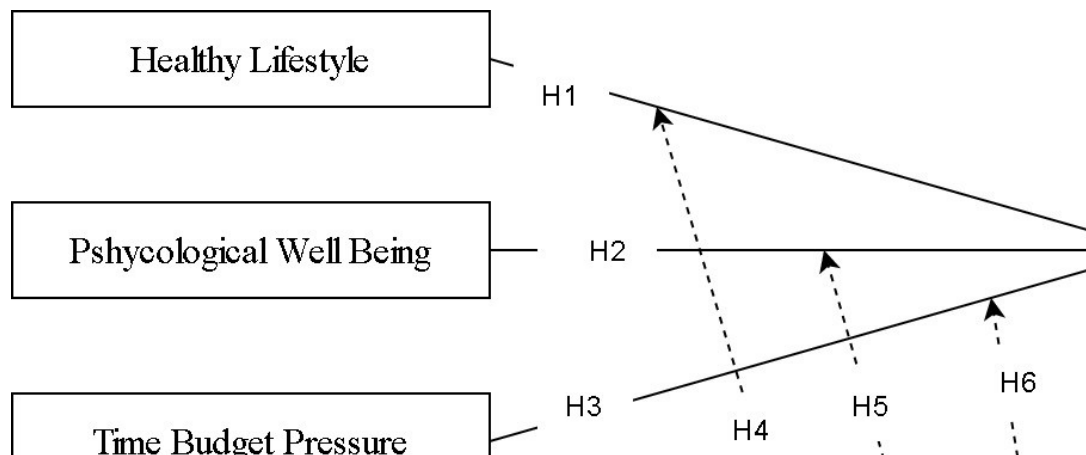 Healthy Lifestyle
H1
Pshycological Well Being
H2
H3
H4
H5
H6
Time Budget Pressure